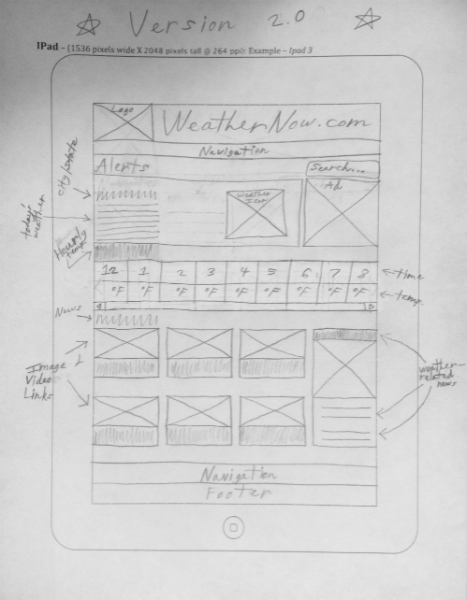 ☆ Version 2.0 ☆
IPad - (1536 pixels wide X 2048 pixels tall @ 264 ppi) Example - Ipad 3
Logo
WeatherNow.com
Navigation
Alerts
Search...
city/state
today's weather
Weather Icon
Ad
Hourly temp.
12 1 2 3 4 5 6 7 8
time
°F °F °F °F °F °F °F °F °F
temp.
News
Image
Video
Links
weather-
related
news
Navigation
Footer